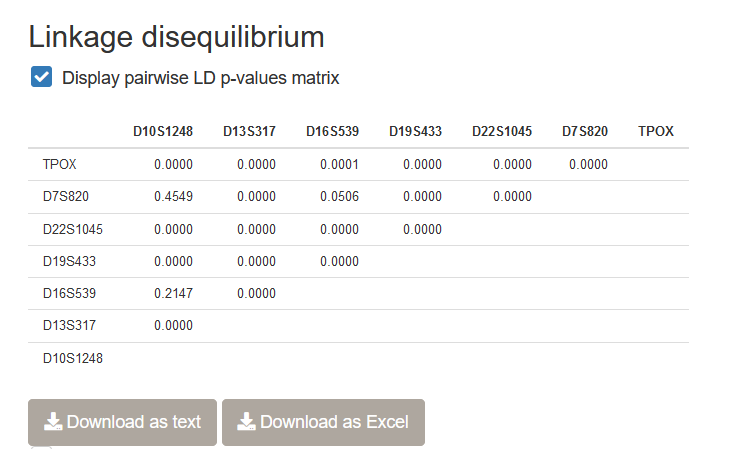 Linkage disequilibrium
Display pairwise LD p-values matrix
D10S1248 D13S317 D16S539 D19S433 D22S1045 D7S820 TPOX
TPOX 0.0000 0.0000 0.0001 0.0000 0.0000 0.0000
D7S820 0.4549 0.0000 0.0506 0.0000 0.0000
D22S1045 0.0000 0.0000 0.0000 0.0000
D19S433 0.0000 0.0000 0.0000
D16S539 0.2147 0.0000
D13S317 0.0000
D10S1248
Download as text Download as Excel